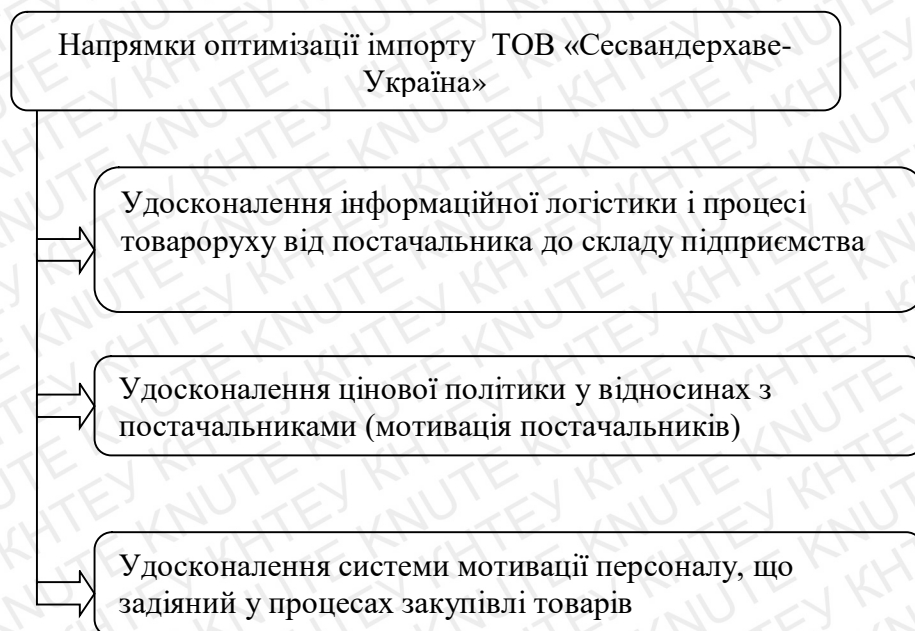 Напрямки оптимізації імпорту ТОВ «Сесвандерхаве-
Україна»
Удосконалення інформаційної логістики і процесі
товароруху від постачальника до складу підприємства
Удосконалення цінової політики у відносинах з
постачальниками (мотивація постачальників)
Удосконалення системи мотивації персоналу, що
задіяний у процесах закупівлі товарів